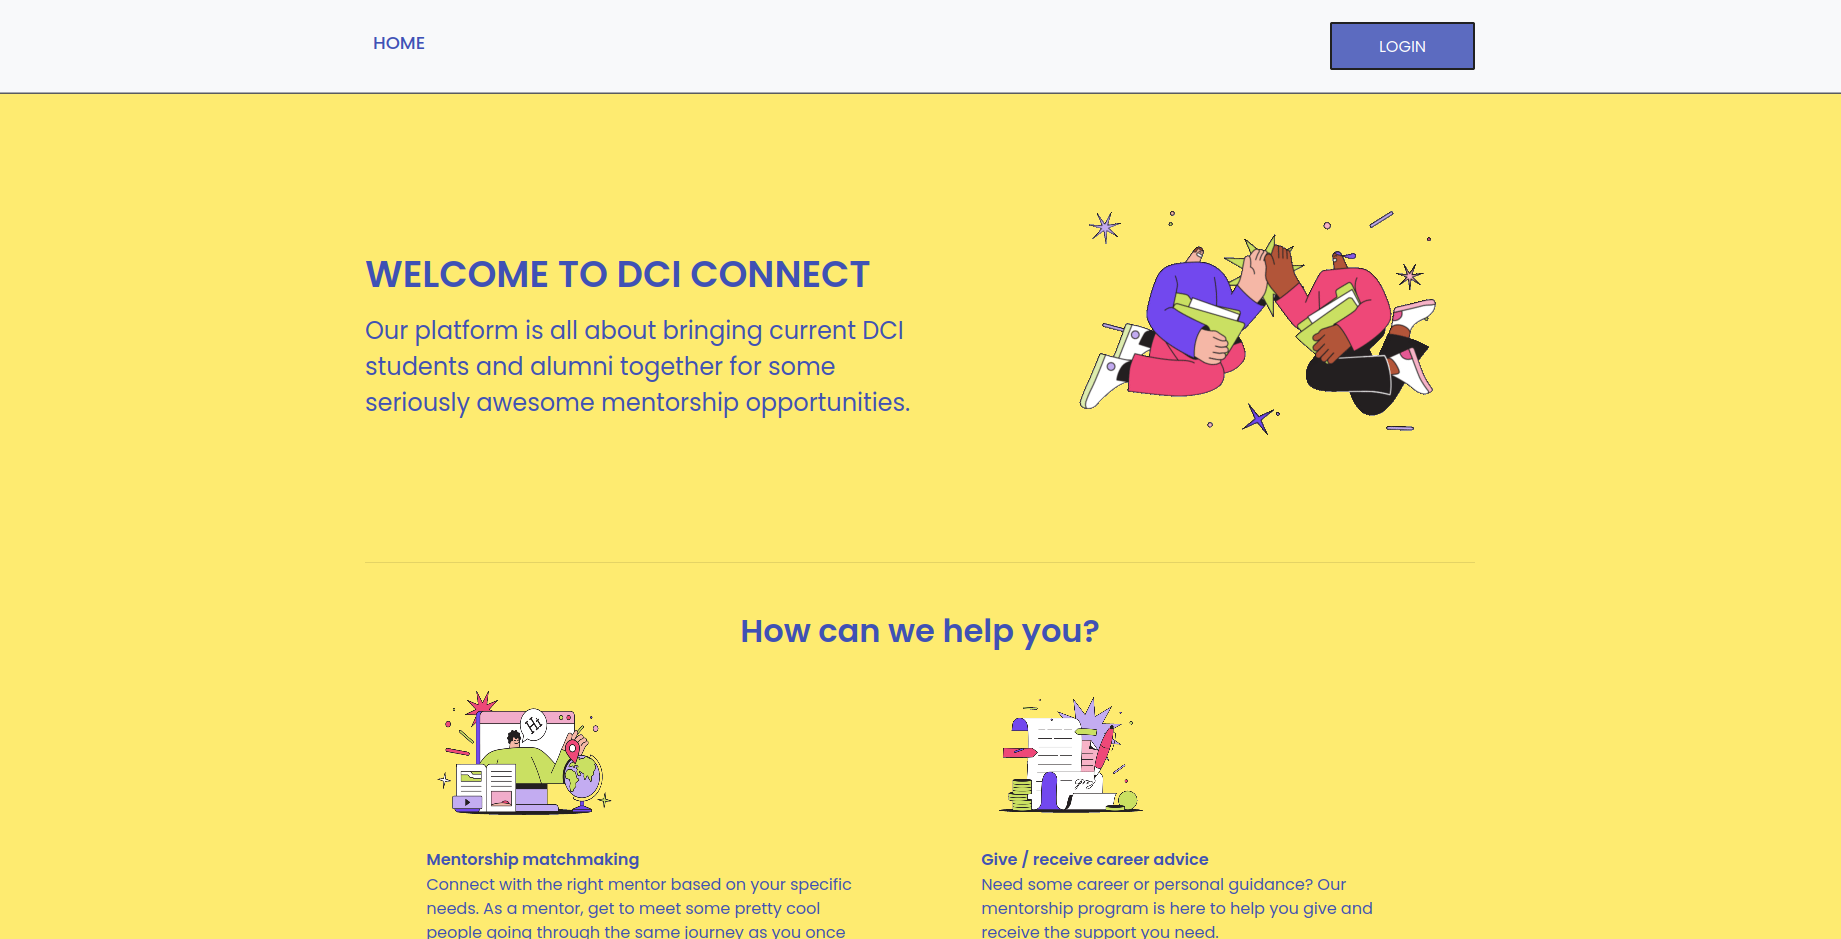 HOME
LOGIN
WELCOME TO DCI CONNECT
Our platform is all about bringing current DCI
students and alumni together for some
seriously awesome mentorship opportunities.
How can we help you?
Hi
Mentorship matchmaking
Connect with the right mentor based on your specific
needs. As a mentor, get to meet some pretty cool
people going through the same journey as you once
Give / receive career advice
Need some career or personal guidance? Our
mentorship program is here to help you give and
receive the support you need.